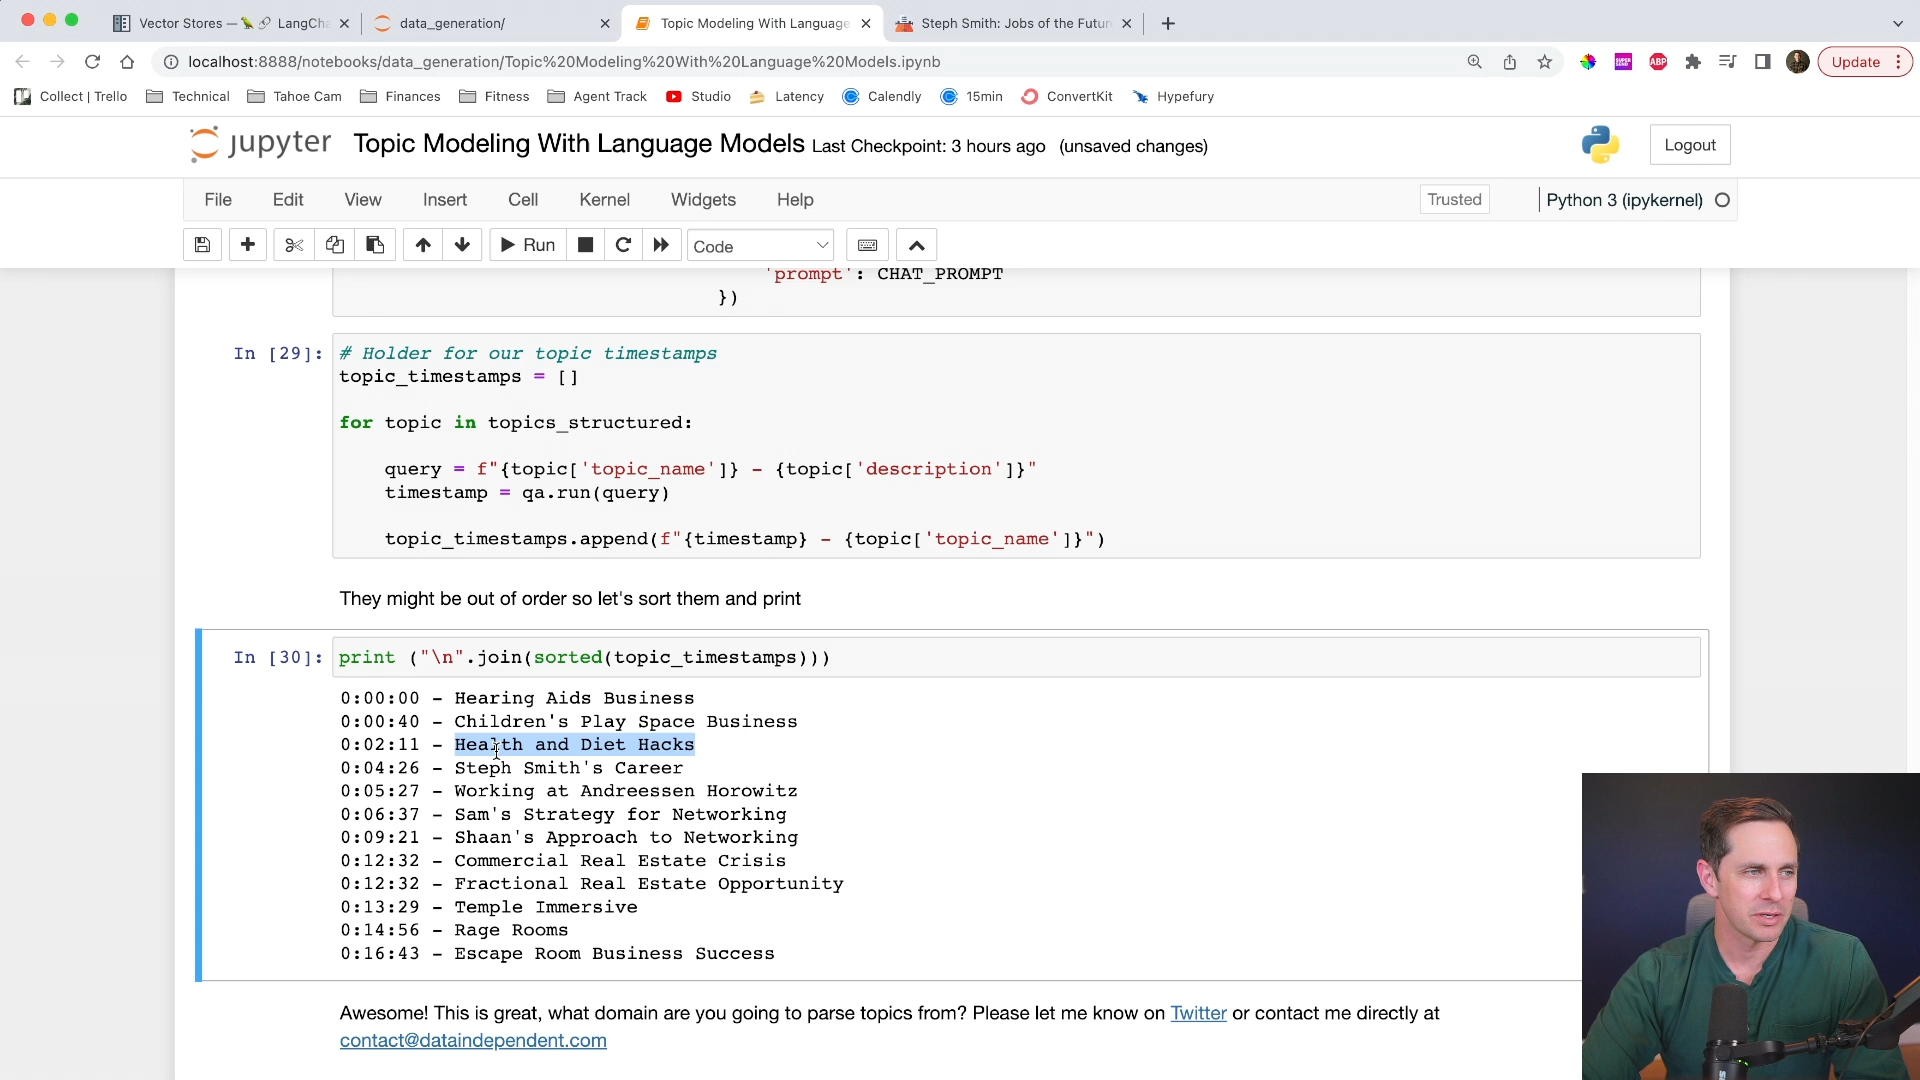 Vector Stores — 🦜🔗 LangCha
data_generation/
Topic Modeling With Language
Steph Smith: Jobs of the Futur
localhost:8888/notebooks/data_generation/Topic%20Modeling%20With%20Language%20Models.ipynb
ABP
Update
Collect | Trello
Technical
Tahoe Cam
Finances
Fitness
Agent Track
Studio
Latency
Calendly
15min
ConvertKit
Hypefury
jupyter
Topic Modeling With Language Models Last Checkpoint: 3 hours ago (unsaved changes)
Logout
File
Edit
View
Insert
Cell
Kernel
Widgets
Help
Trusted
Python 3 (ipykernel)
Run
Code
'prompt': CHAT_PROMPT
})
In [29]:
# Holder for our topic timestamps
topic_timestamps = []
for topic in topics_structured:
query = f"{topic['topic_name']} - {topic['description']}"
timestamp = qa.run(query)
topic_timestamps.append(f"{timestamp} - {topic['topic_name']}")
They might be out of order so let's sort them and print
In [30]:
print ("\n".join(sorted(topic_timestamps)))
0:00:00 - Hearing Aids Business
0:00:40 - Children's Play Space Business
0:02:11 - Health and Diet Hacks
0:04:26 - Steph Smith's Career
0:05:27 - Working at Andreessen Horowitz
0:06:37 - Sam's Strategy for Networking
0:09:21 - Shaan's Approach to Networking
0:12:32 - Commercial Real Estate Crisis
0:12:32 - Fractional Real Estate Opportunity
0:13:29 - Temple Immersive
0:14:56 - Rage Rooms
0:16:43 - Escape Room Business Success
Awesome! This is great, what domain are you going to parse topics from? Please let me know on Twitter or contact me directly at
contact@dataindependent.com